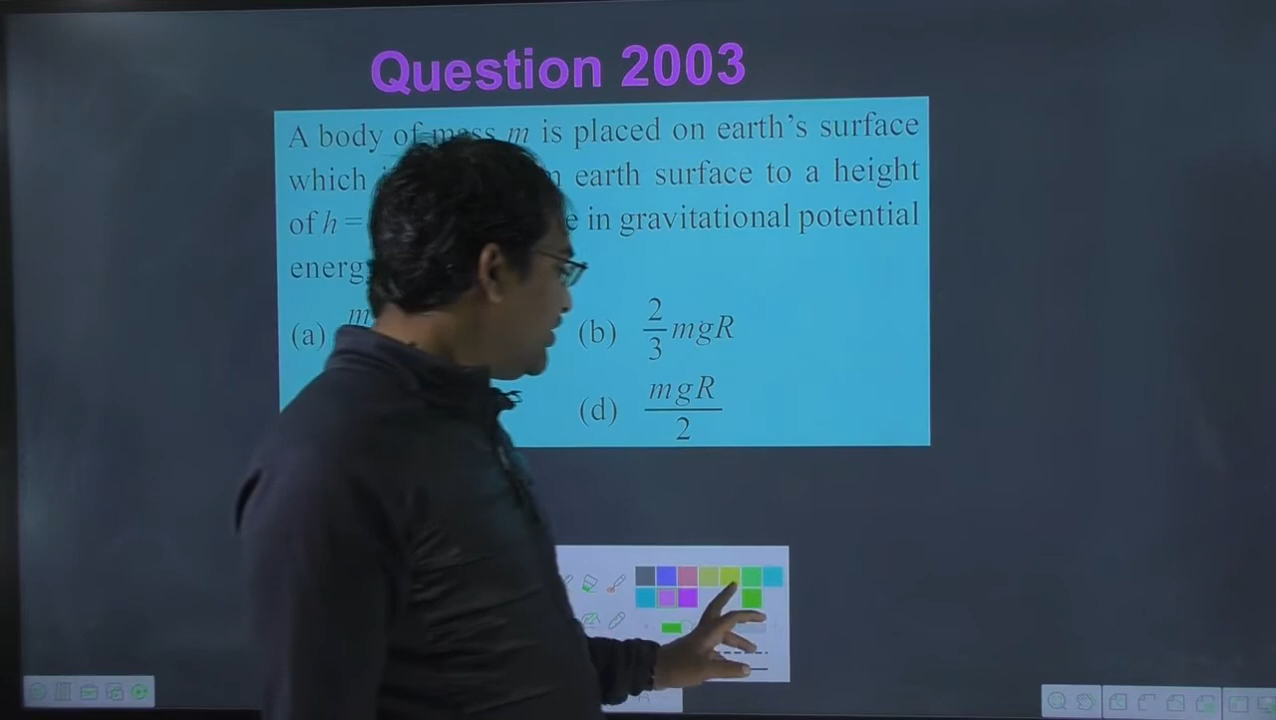 Question 2003
A body of mass m is placed on earth's surface
which earth surface to a height
of h = in gravitational potential
(a)
(b) 2/3 mgR
(d) mgR/2